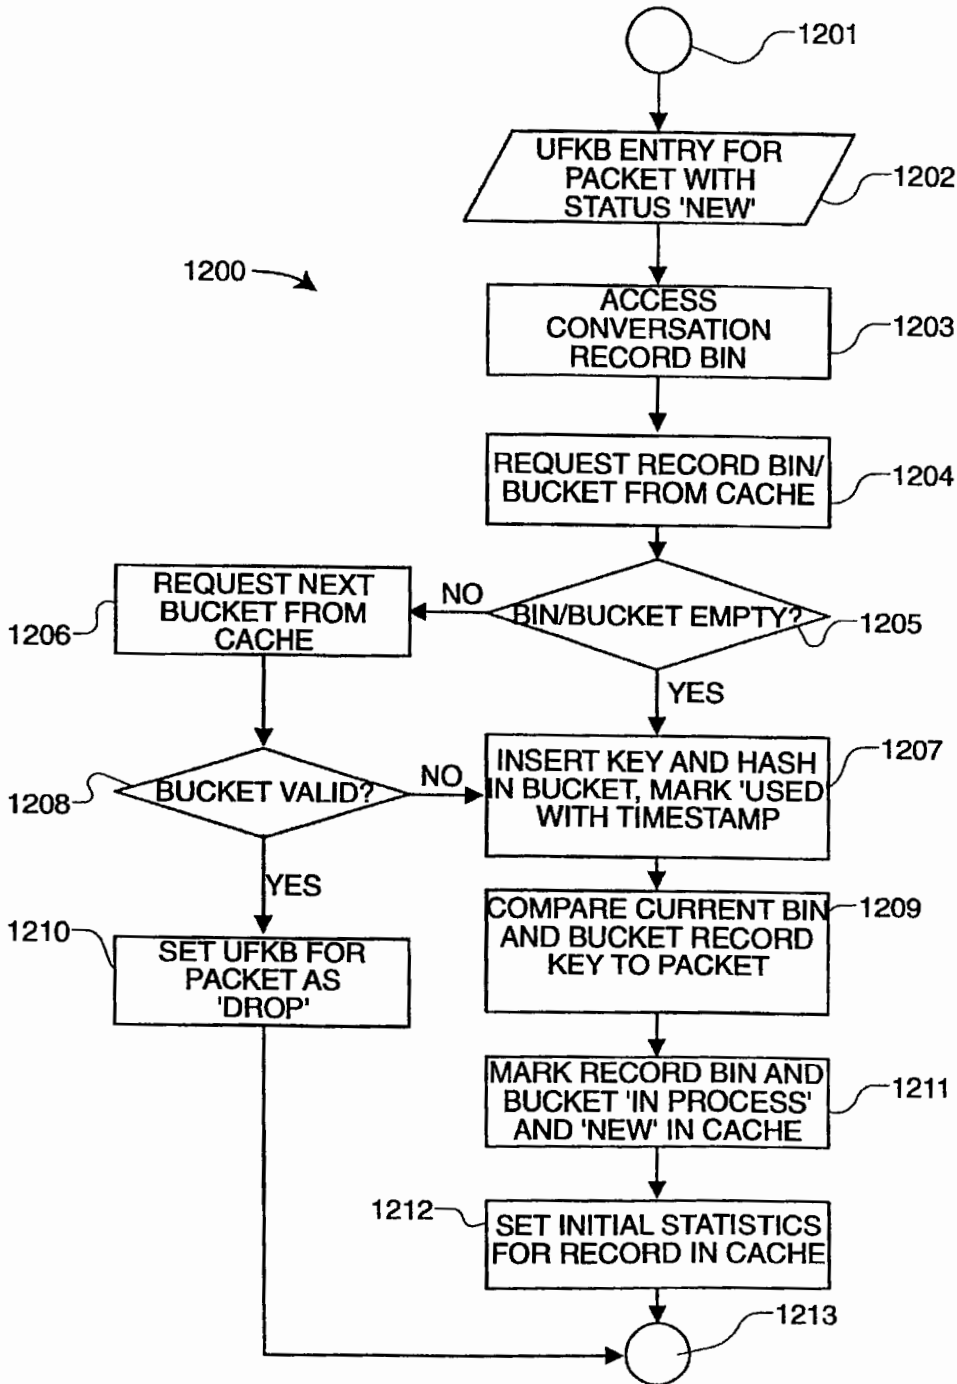 1201
UFKB ENTRY FOR
PACKET WITH
STATUS 'NEW'
1202
1200
ACCESS
CONVERSATION
RECORD BIN
1203
REQUEST RECORD BIN/
BUCKET FROM CACHE
1204
BIN/BUCKET EMPTY?
1205
NO
YES
REQUEST NEXT
BUCKET FROM
CACHE
1206
INSERT KEY AND HASH
IN BUCKET, MARK 'USED
WITH TIMESTAMP
1207
BUCKET VALID?
1208
NO
YES
COMPARE CURRENT BIN
AND BUCKET RECORD
KEY TO PACKET
1209
1210
SET UFKB FOR
PACKET AS
'DROP'
MARK RECORD BIN AND
BUCKET 'IN PROCESS'
AND 'NEW' IN CACHE
1211
1212
SET INITIAL STATISTICS
FOR RECORD IN CACHE
1213